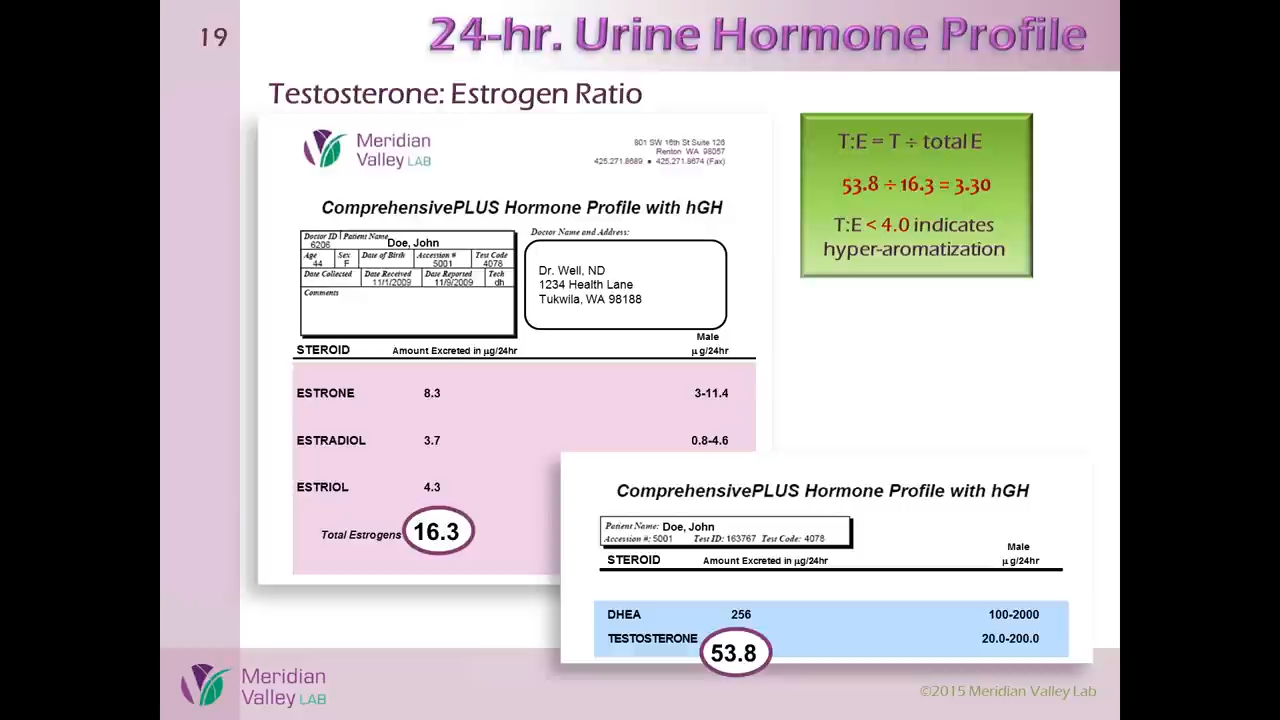 19
24-hr. Urine Hormone Profile
Testosterone: Estrogen Ratio
Meridian
Valley LAB
801 SW 16th St Suite 126
Renton WA 98057
425.271.8689 ● 425.271.8674 (Fax)
ComprehensivePLUS Hormone Profile with hGH
Doctor ID Patient Name
6206 Doe, John
Age Sex Date of Birth Accession # Test Code
44 F 5001 4078
Date Collected Date Received Date Reported Tech
11/1/2009 11/9/2009 dh
Comments
Doctor Name and Address:
Dr. Well, ND
1234 Health Lane
Tukwila, WA 98188
Male
STEROID Amount Excreted in µg/24hr µg/24hr
ESTRONE 8.3 3-11.4
ESTRADIOL 3.7 0.8-4.6
ESTRIOL 4.3
Total Estrogens 16.3
T:E = T ÷ total E
53.8 ÷ 16.3 = 3.30
T:E < 4.0 indicates
hyper-aromatization
ComprehensivePLUS Hormone Profile with hGH
Patient Name: Doe, John
Accession #: 5001 Test ID: 163767 Test Code: 4078
Male
STEROID Amount Excreted in µg/24hr µg/24hr
DHEA 256 100-2000
TESTOSTERONE 53.8 20.0-200.0
Meridian
Valley LAB
©2015 Meridian Valley Lab